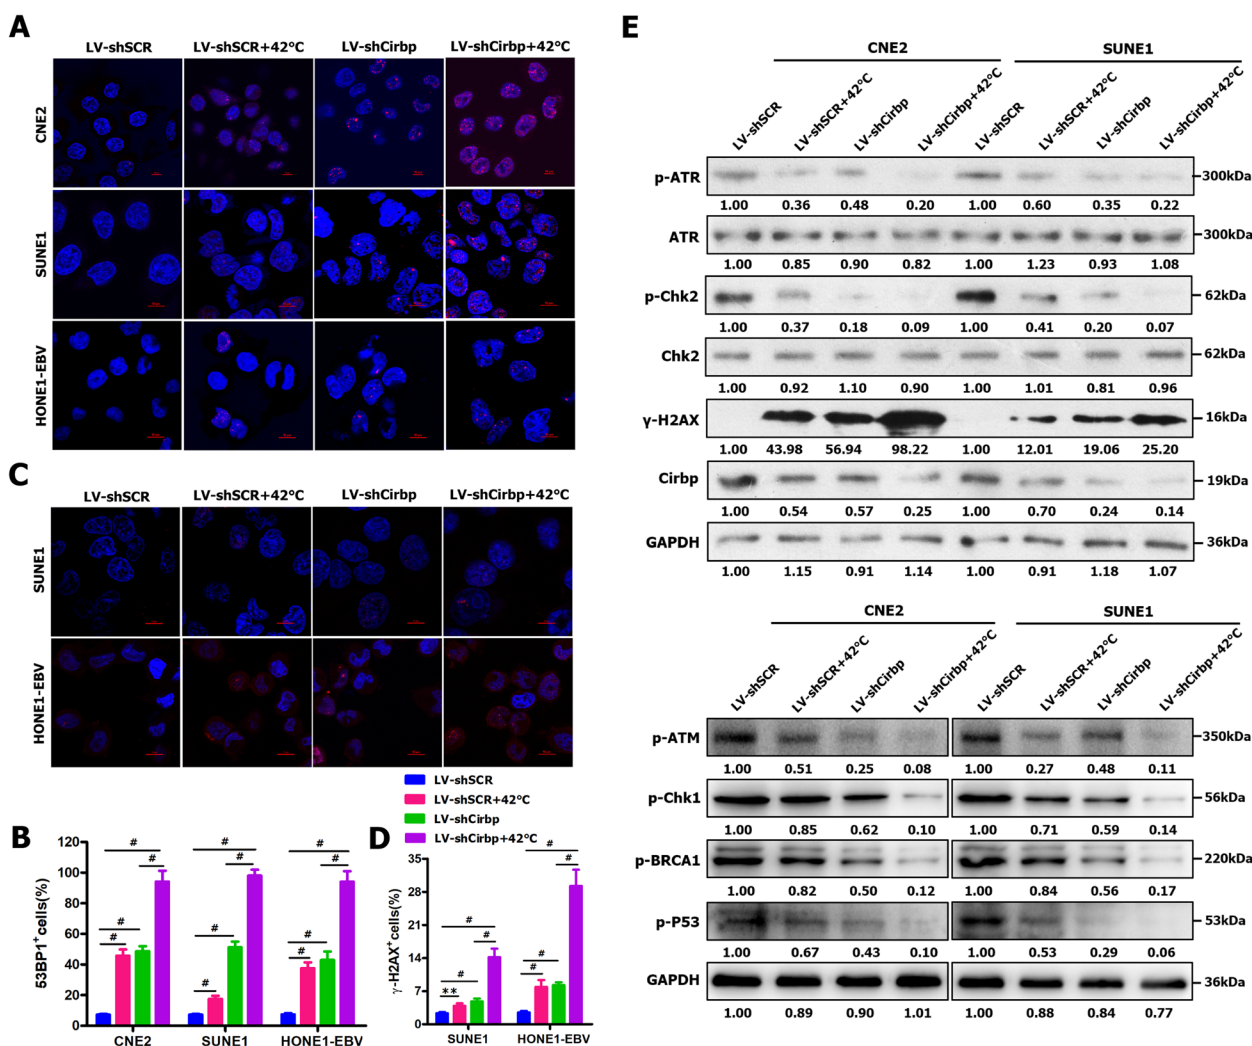 A
LV-shSCR LV-shSCR+42°C LV-shCirbp LV-shCirbp+42°C
CNE2
SUNE1
HONE1-EBV
C
LV-shSCR LV-shSCR+42°C LV-shCirbp LV-shCirbp+42°C
SUNE1
HONE1-EBV
LV-shSCR
LV-shSCR+42°C
LV-shCirbp
LV-shCirbp+42°C
B
53BP1+ cells(%)
120
100
80
60
40
20
0
# # # # # # # # # # # #
CNE2 SUNE1 HONE1-EBV
D
γ-H2AX+ cells(%)
35
28
21
14
7
0
** # # # # # # #
SUNE1 HONE1-EBV
E
CNE2 SUNE1
LV-shSCR LV-shSCR+42°C LV-shCirbp LV-shCirbp+42°C LV-shSCR LV-shSCR+42°C LV-shCirbp LV-shCirbp+42°C
p-ATR 300kDa
1.00 0.36 0.48 0.20 1.00 0.60 0.35 0.22
ATR 300kDa
1.00 0.85 0.90 0.82 1.00 1.23 0.93 1.08
p-Chk2 62kDa
1.00 0.37 0.18 0.09 1.00 0.41 0.20 0.07
Chk2 62kDa
1.00 0.92 1.10 0.90 1.00 1.01 0.81 0.96
γ-H2AX 16kDa
1.00 43.98 56.94 98.22 1.00 12.01 19.06 25.20
Cirbp 19kDa
1.00 0.54 0.57 0.25 1.00 0.70 0.24 0.14
GAPDH 36kDa
1.00 1.15 0.91 1.14 1.00 0.91 1.18 1.07
CNE2 SUNE1
LV-shSCR LV-shSCR+42°C LV-shCirbp LV-shCirbp+42°C LV-shSCR LV-shSCR+42°C LV-shCirbp LV-shCirbp+42°C
p-ATM 350kDa
1.00 0.51 0.25 0.08 1.00 0.27 0.48 0.11
p-Chk1 56kDa
1.00 0.85 0.62 0.10 1.00 0.71 0.59 0.14
p-BRCA1 220kDa
1.00 0.82 0.50 0.12 1.00 0.84 0.56 0.17
p-P53 53kDa
1.00 0.67 0.43 0.10 1.00 0.53 0.29 0.06
GAPDH 36kDa
1.00 0.89 0.90 1.01 1.00 0.88 0.84 0.77